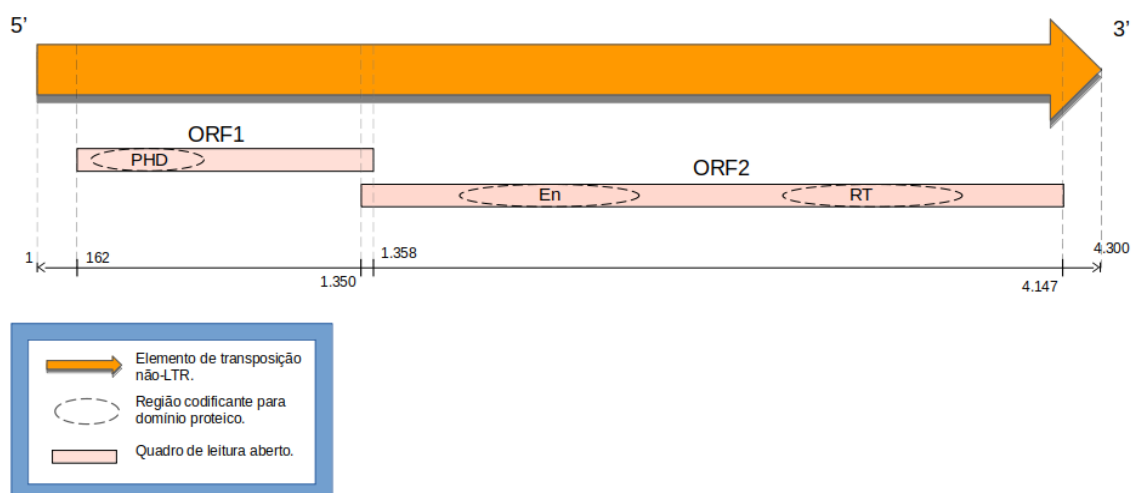 5’
3’
ORF1
PHD
ORF2
En
RT
1
162
1.350
1.358
4.147
4.300
Elemento de transposição
não-LTR.
Região codificante para
domínio proteico.
Quadro de leitura aberto.